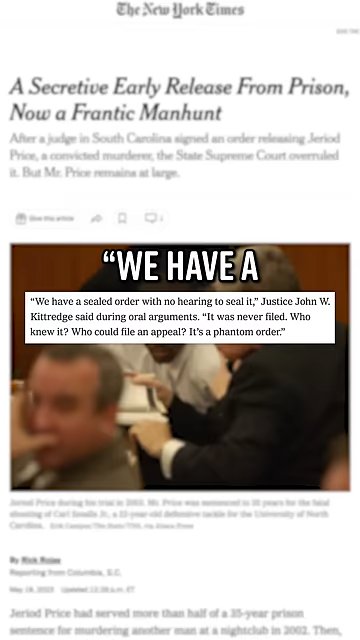 The New York Times
A Secretive Early Release From Prison,
Now a Frantic Manhunt
After a judge in South Carolina signed an order releasing Jeriod
Price, a convicted murderer, the State Supreme Court overruled
it. But Mr. Price remains at large.
Give this article
“WE HAVE A
“We have a sealed order with no hearing to seal it,” Justice John W.
Kittredge said during oral arguments. “It was never filed. Who
knew it? Who could file an appeal? It’s a phantom order.”
Jeriod Price during his trial in 2003. Mr. Price was sentenced to 35 years for the fatal
shooting of Carl Smalls Jr., a 22-year-old defensive tackle for the University of North
Carolina.
By Rick Rojas
Reporting from Columbia, S.C.
May 18, 2023
Jeriod Price had served more than half of a 35-year prison
sentence for murdering another man at a nightclub in 2002. Then,